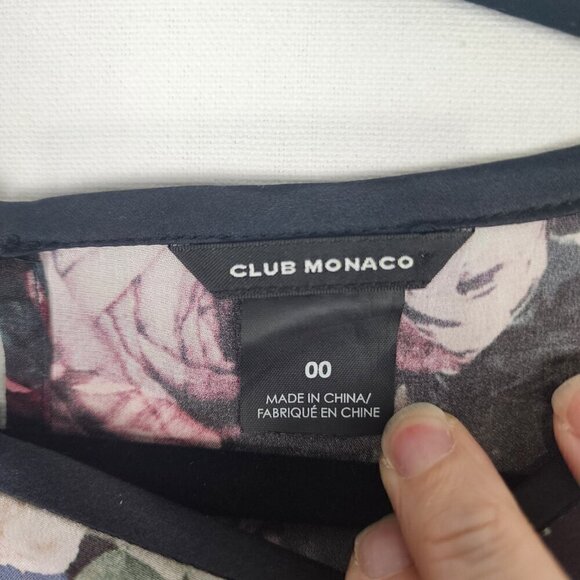 CLUB MONACO
00
MADE IN CHINA/
FABRIQUÉ EN CHINE